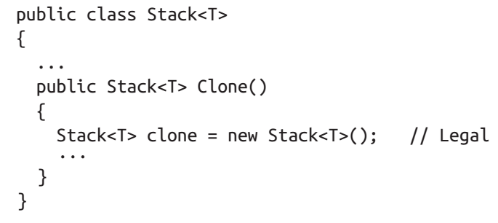 public class Stack<T>
{
  ...
  public Stack<T> Clone()
  {
    Stack<T> clone = new Stack<T>();   // Legal
    ...
  }
}